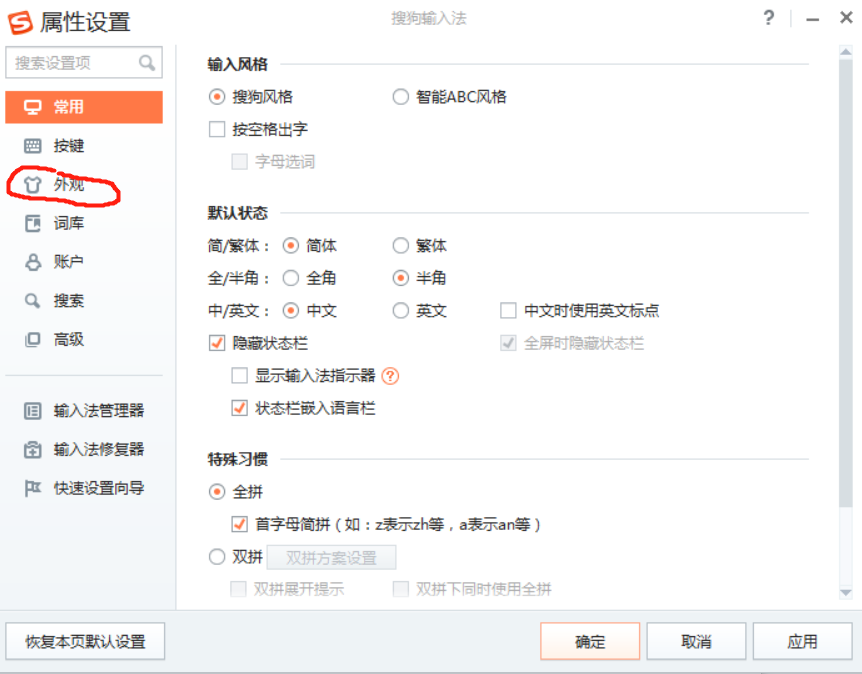 属性设置
搜狗输入法
?
搜索设置项
常用
按键
外观
词库
账户
搜索
高级
输入法管理器
输入法修复器
快速设置向导
输入风格
搜狗风格 智能ABC风格
按空格出字
字母选词
默认状态
简/繁体： 简体 繁体
全/半角： 全角 半角
中/英文： 中文 英文 中文时使用英文标点
隐藏状态栏 全屏时隐藏状态栏
显示输入法指示器 ?
状态栏嵌入语言栏
特殊习惯
全拼
首字母简拼（如：z表示zh等，a表示an等）
双拼 双拼方案设置
双拼展开提示 双拼下同时使用全拼
恢复本页默认设置 确定 取消 应用